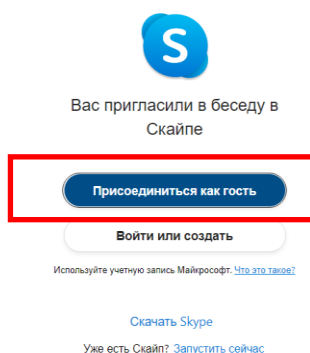 S
Вас пригласили в беседу в
Скайпе
Присоединиться как гость
Войти или создать
Используйте учетную запись Майкрософт. Что это такое?
Скачать Skype
Уже есть Скайп? Запустить сейчас